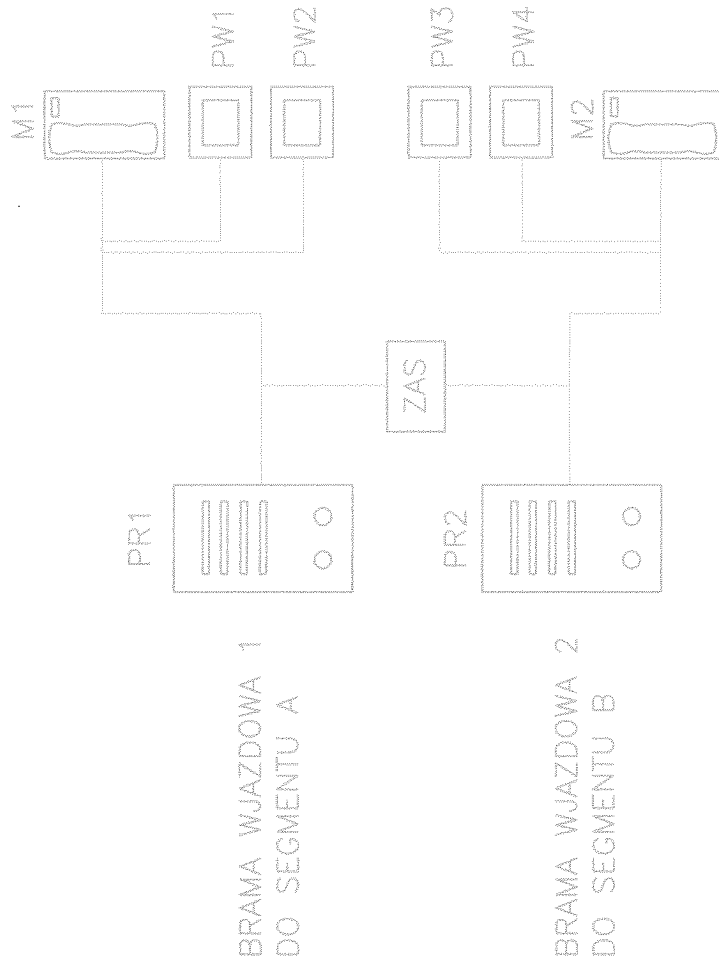 M1
PW1
PW2
PW3
PW4
M2
ZAS
PR1
PR2
BRAMA WJAZDOWA 1
DO SEGMENTU A
BRAMA WJAZDOWA 2
DO SEGMENTU B